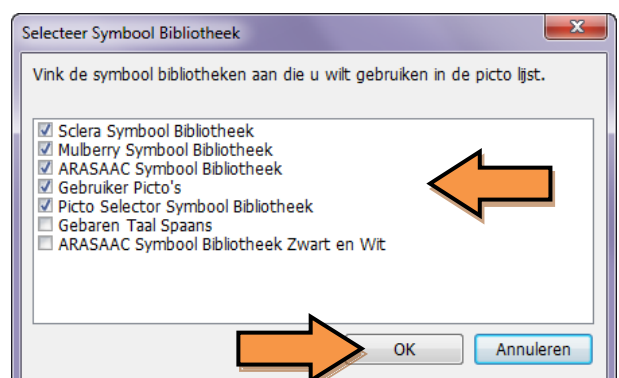 Selecteer Symbool Bibliotheek
Vink de symbool bibliotheken aan die u wilt gebruiken in de picto lijst.
Sclera Symbool Bibliotheek
Mulberry Symbool Bibliotheek
ARASAAC Symbool Bibliotheek
Gebruiker Picto's
Picto Selector Symbool Bibliotheek
Gebaren Taal Spaans
ARASAAC Symbool Bibliotheek Zwart en Wit
OK Annuleren